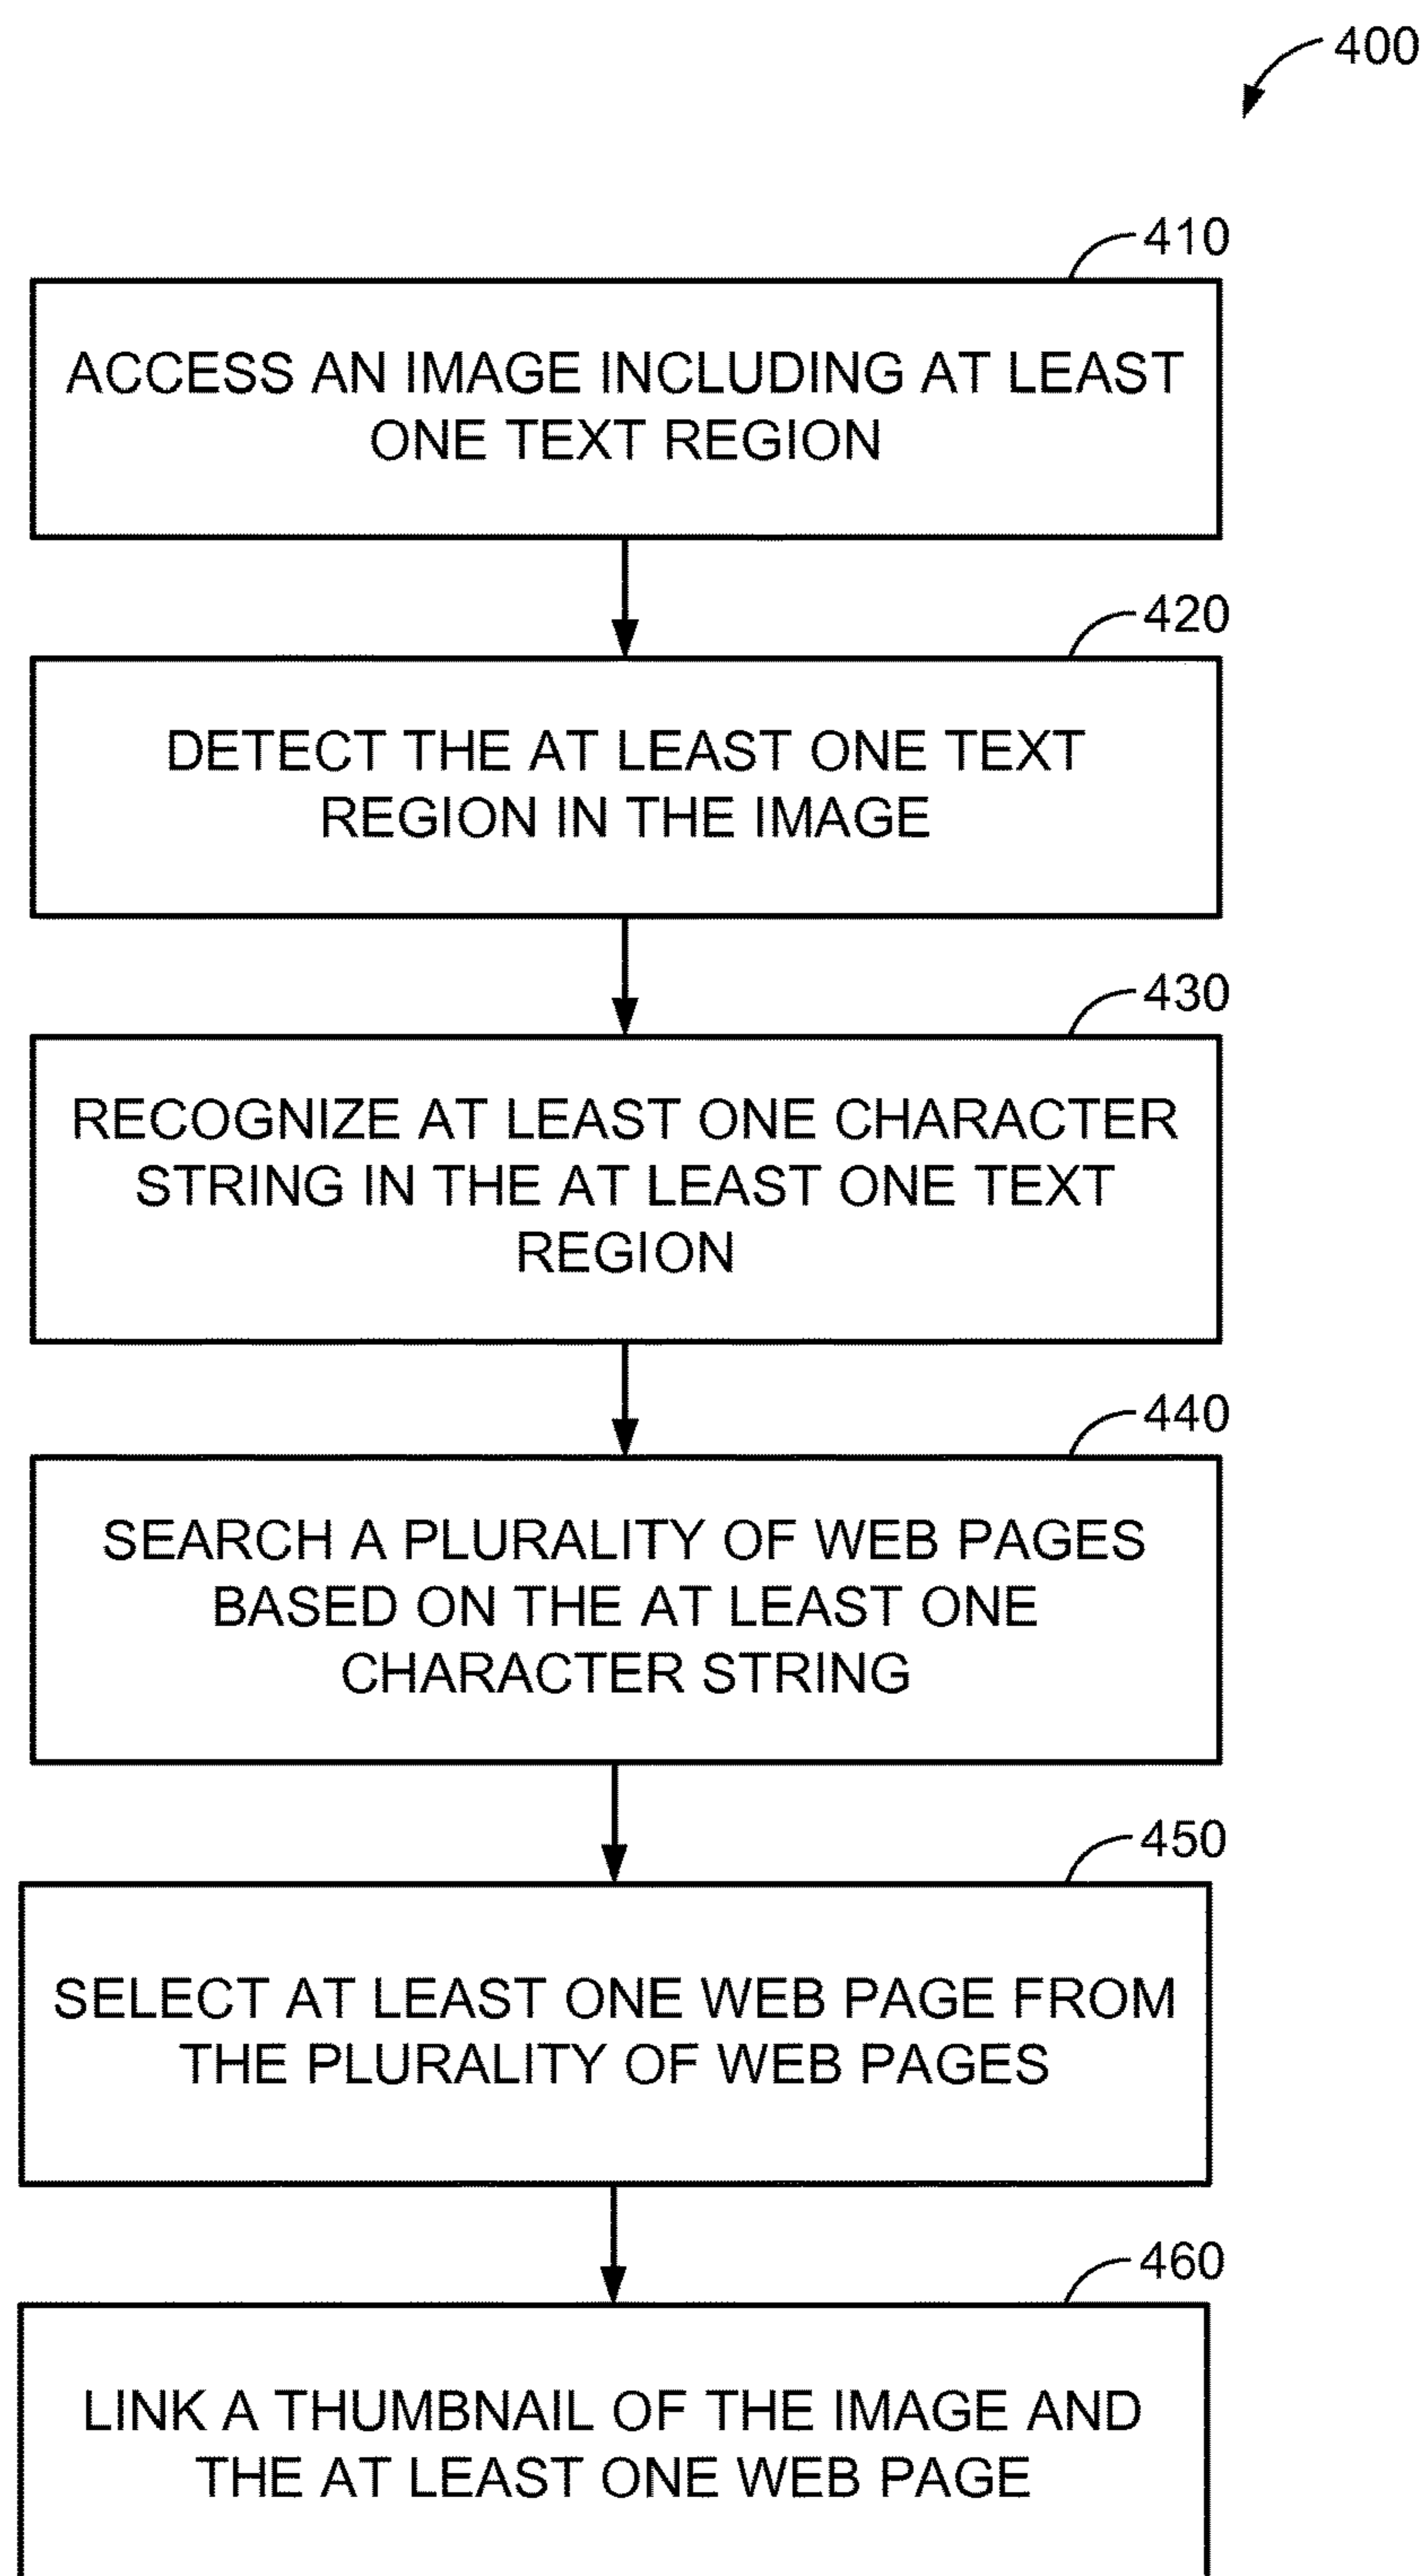 400
410
ACCESS AN IMAGE INCLUDING AT LEAST
ONE TEXT REGION
420
DETECT THE AT LEAST ONE TEXT
REGION IN THE IMAGE
430
RECOGNIZE AT LEAST ONE CHARACTER
STRING IN THE AT LEAST ONE TEXT
REGION
440
SEARCH A PLURALITY OF WEB PAGES
BASED ON THE AT LEAST ONE
CHARACTER STRING
450
SELECT AT LEAST ONE WEB PAGE FROM
THE PLURALITY OF WEB PAGES
460
LINK A THUMBNAIL OF THE IMAGE AND
THE AT LEAST ONE WEB PAGE